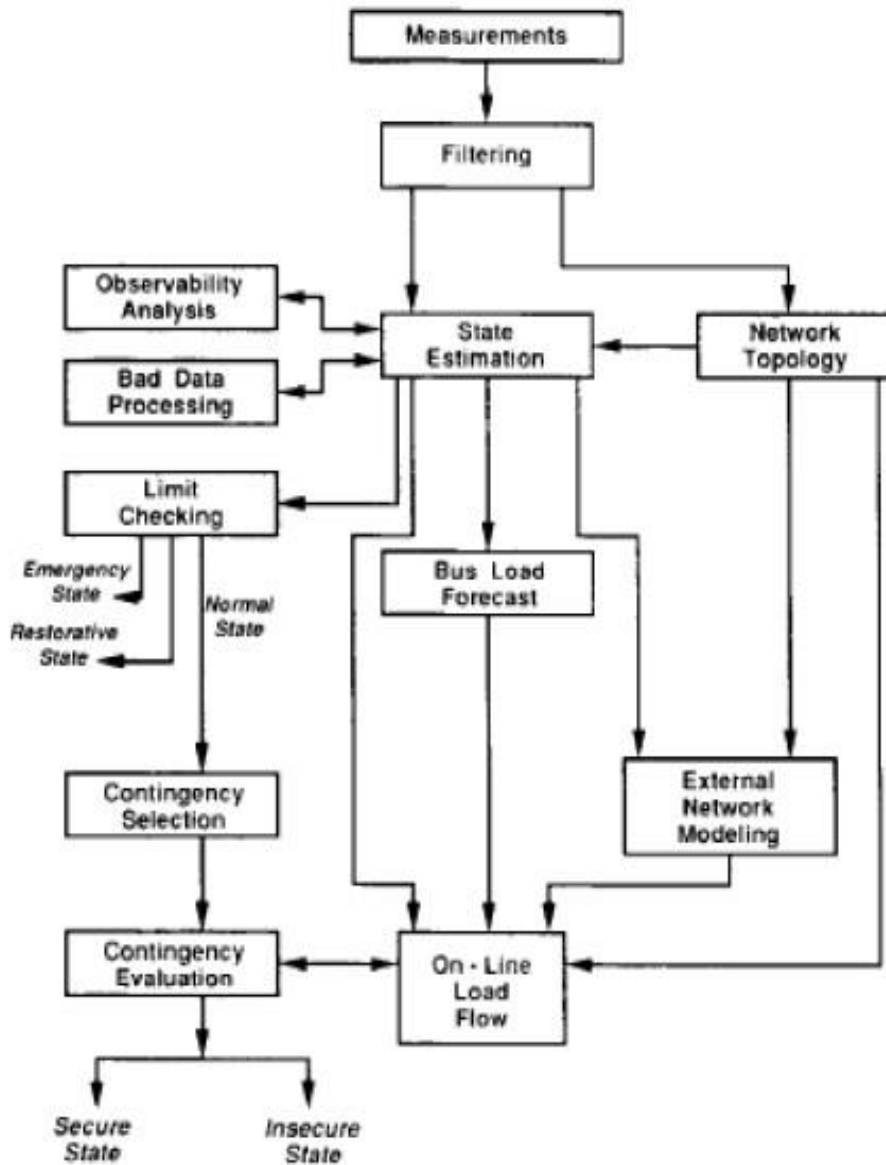 Measurements
Filtering
Observability
Analysis
State
Estimation
Network
Topology
Bad Data
Processing
Limit
Checking
Emergency
State
Restorative
State
Normal
State
Bus Load
Forecast
Contingency
Selection
External
Network
Modeling
Contingency
Evaluation
On - Line
Load
Flow
Secure
State
Insecure
State